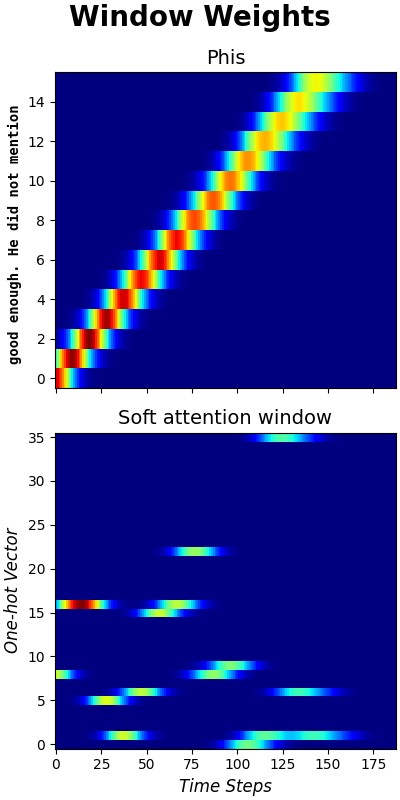 Window Weights
Phis
14
12
10
8
6
4
2
0
good enough. He did not mention
Soft attention window
35
30
25
20
15
10
5
0
One-hot Vector
0 25 50 75 100 125 150 175
Time Steps